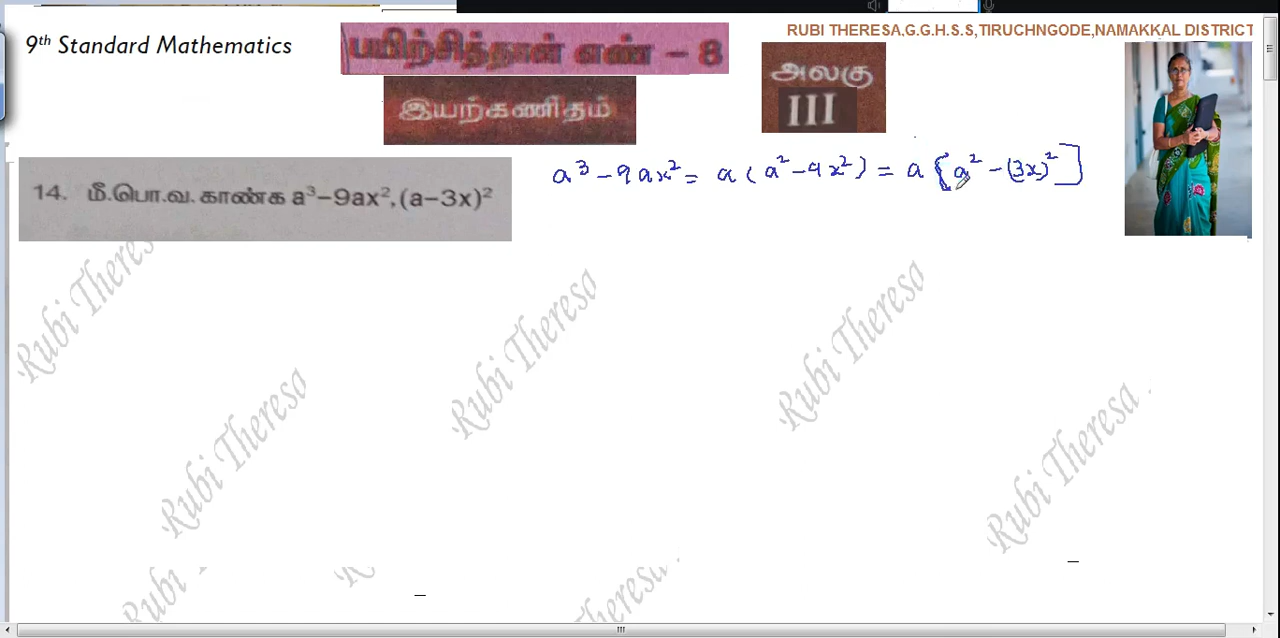 RUBI THERESA,G.G.H.S.S,TIRUCHNGODE,NAMAKKAL DISTRICT
9th Standard Mathematics
பயிற்சித்தாள் எண் - 8
அலகு
இயற்கணிதம்
III
a³ - 9ax² = a(a² - 9x²) = a[a² - (3x)²]
14. மீ.பொ.வ. காண்க a³−9ax²,(a−3x)²
Rubi Theresa
Rubi Theresa
Rubi Theresa
Rubi Theresa
Rubi Theresa
Rubi Theresa
Theresa